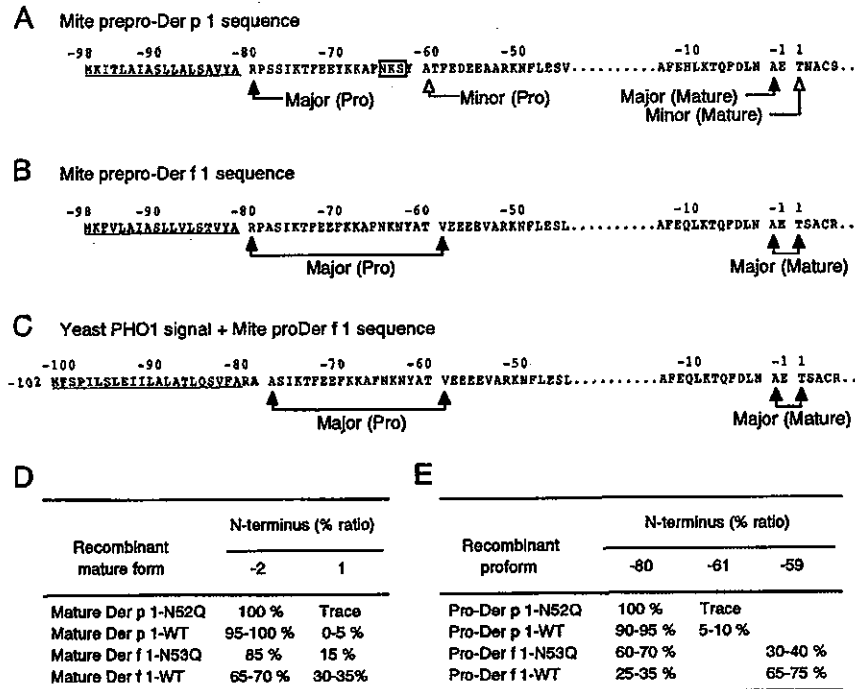 A Mite prepro-Der p 1 sequence
-98 -90 -80 -70 -60 -50 -10 -1 1
MKIILAIASLLALSAVYA RPSSIKTFEEYKKAFNKSY ATFEDEEAARKNFLESV.......... AFEHLKTQFDLN AE TNACS..
Major (Pro) Minor (Pro) Major (Mature)
Minor (Mature)
B Mite prepro-Der f 1 sequence
-98 -90 -80 -70 -60 -50 -10 -1 1
MKFVLAIASLLVLSTVYA RPASIKTFEEFKKAFNKNYAT VEEEEVARKNFLESL..........AFEQLKTQFDLN AE TSACR..
Major (Pro) Major (Mature)
C Yeast PHO1 signal + Mite proDer f 1 sequence
-100 -90 -80 -70 -60 -50 -10 -1 1
-102 MFSPILSLEIILALATLQSVFARA ASIKTFEEFKKAFNKNYAT VEEEEVARKNFLESL..........AFEQLKTQFDLN AE TSACR..
Major (Pro) Major (Mature)
D
N-terminus (% ratio)
Recombinant
mature form -2 1
Mature Der p 1-N52Q 100 % Trace
Mature Der p 1-WT 95-100 % 0-5 %
Mature Der f 1-N53Q 85 % 15 %
Mature Der f 1-WT 65-70 % 30-35%
E
N-terminus (% ratio)
Recombinant
proform -80 -61 -59
Pro-Der p 1-N52Q 100 % Trace
Pro-Der p 1-WT 90-95 % 5-10 %
Pro-Der f 1-N53Q 60-70 % 30-40 %
Pro-Der f 1-WT 25-35 % 65-75 %